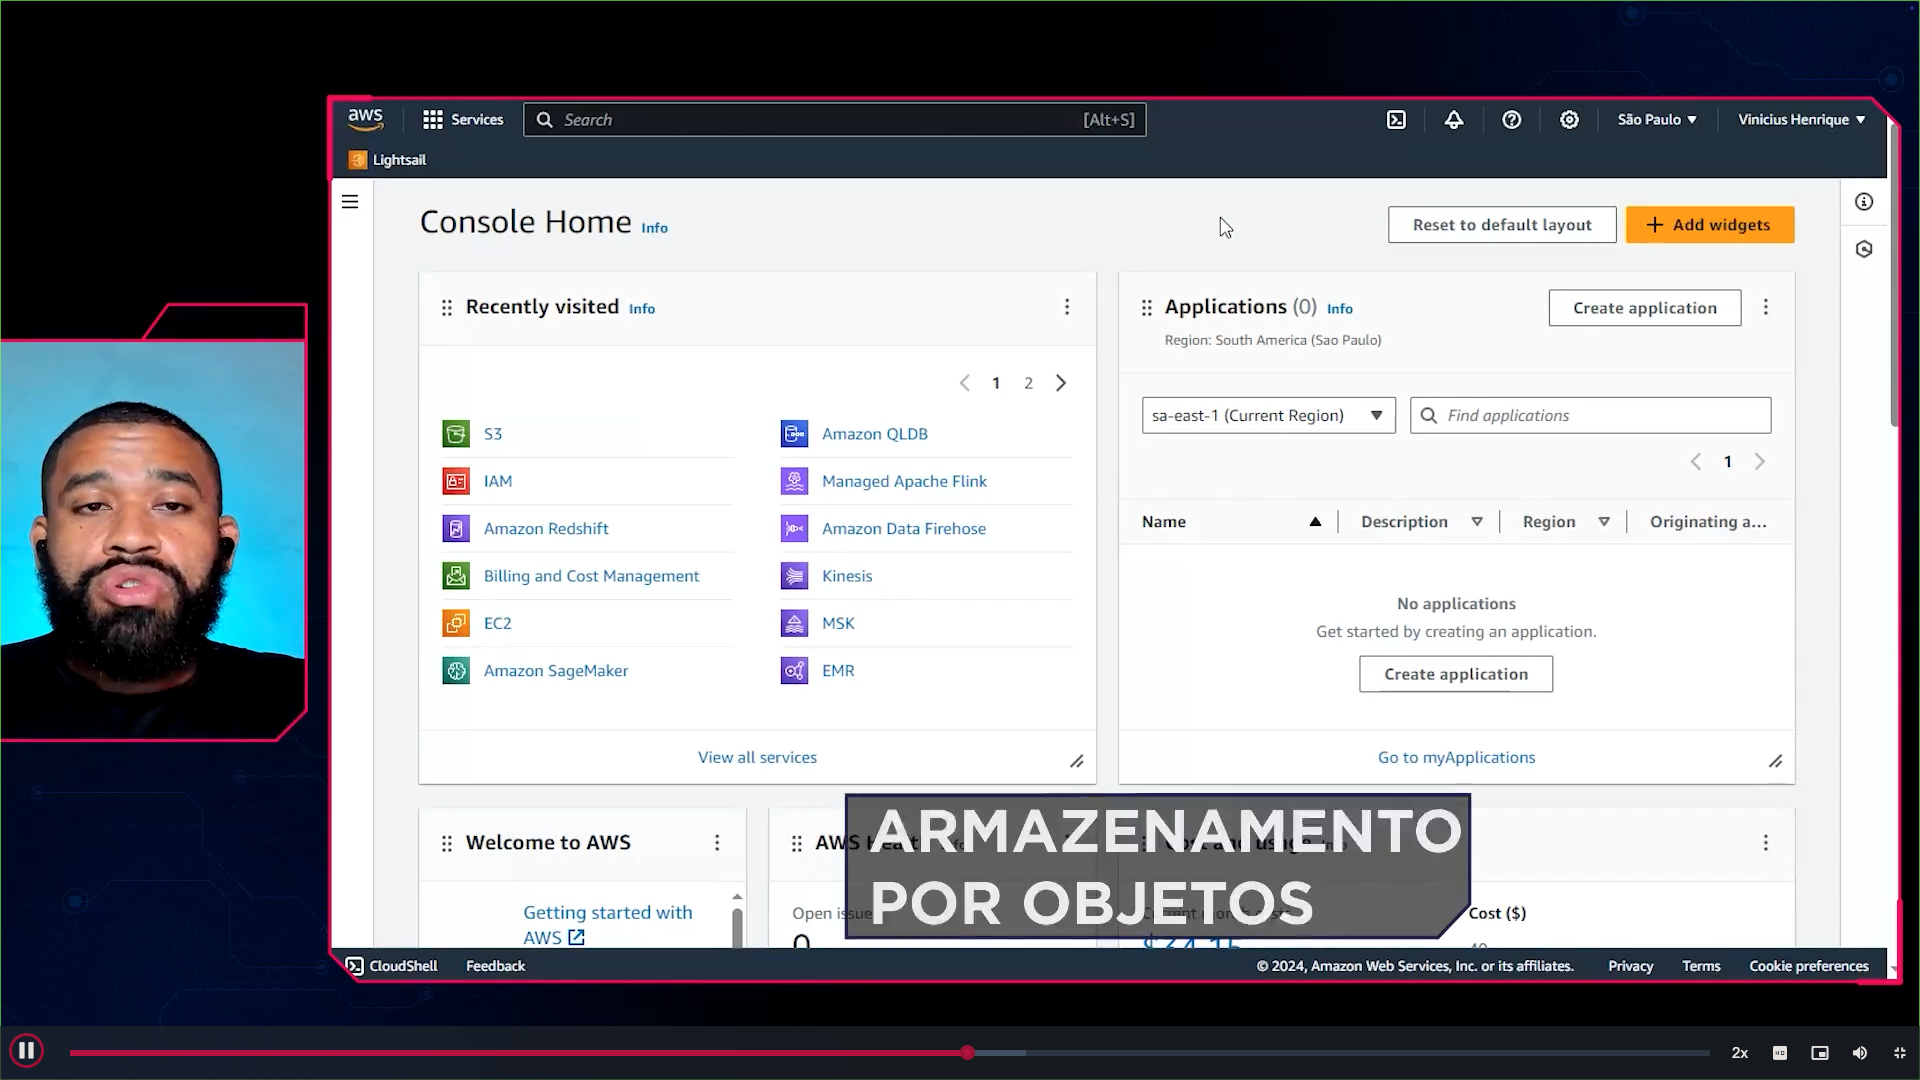 aws
Services
Search
[Alt+S]
São Paulo
Vinicius Henrique
Lightsail
Console Home Info
Reset to default layout
+ Add widgets
Recently visited Info
1 2
S3
IAM
Amazon Redshift
Billing and Cost Management
EC2
Amazon SageMaker
Amazon QLDB
Managed Apache Flink
Amazon Data Firehose
Kinesis
MSK
EMR
View all services
Applications (0) Info
Region: South America (Sao Paulo)
Create application
sa-east-1 (Current Region)
Find applications
1
Name
Description
Region
Originating a...
No applications
Get started by creating an application.
Create application
Go to myApplications
Welcome to AWS
Getting started with
AWS
AWS
Open
0
Cost ($)
ARMAZENAMENTO
POR OBJETOS
CloudShell
Feedback
© 2024, Amazon Web Services, Inc. or its affiliates.
Privacy
Terms
Cookie preferences
2x
HD